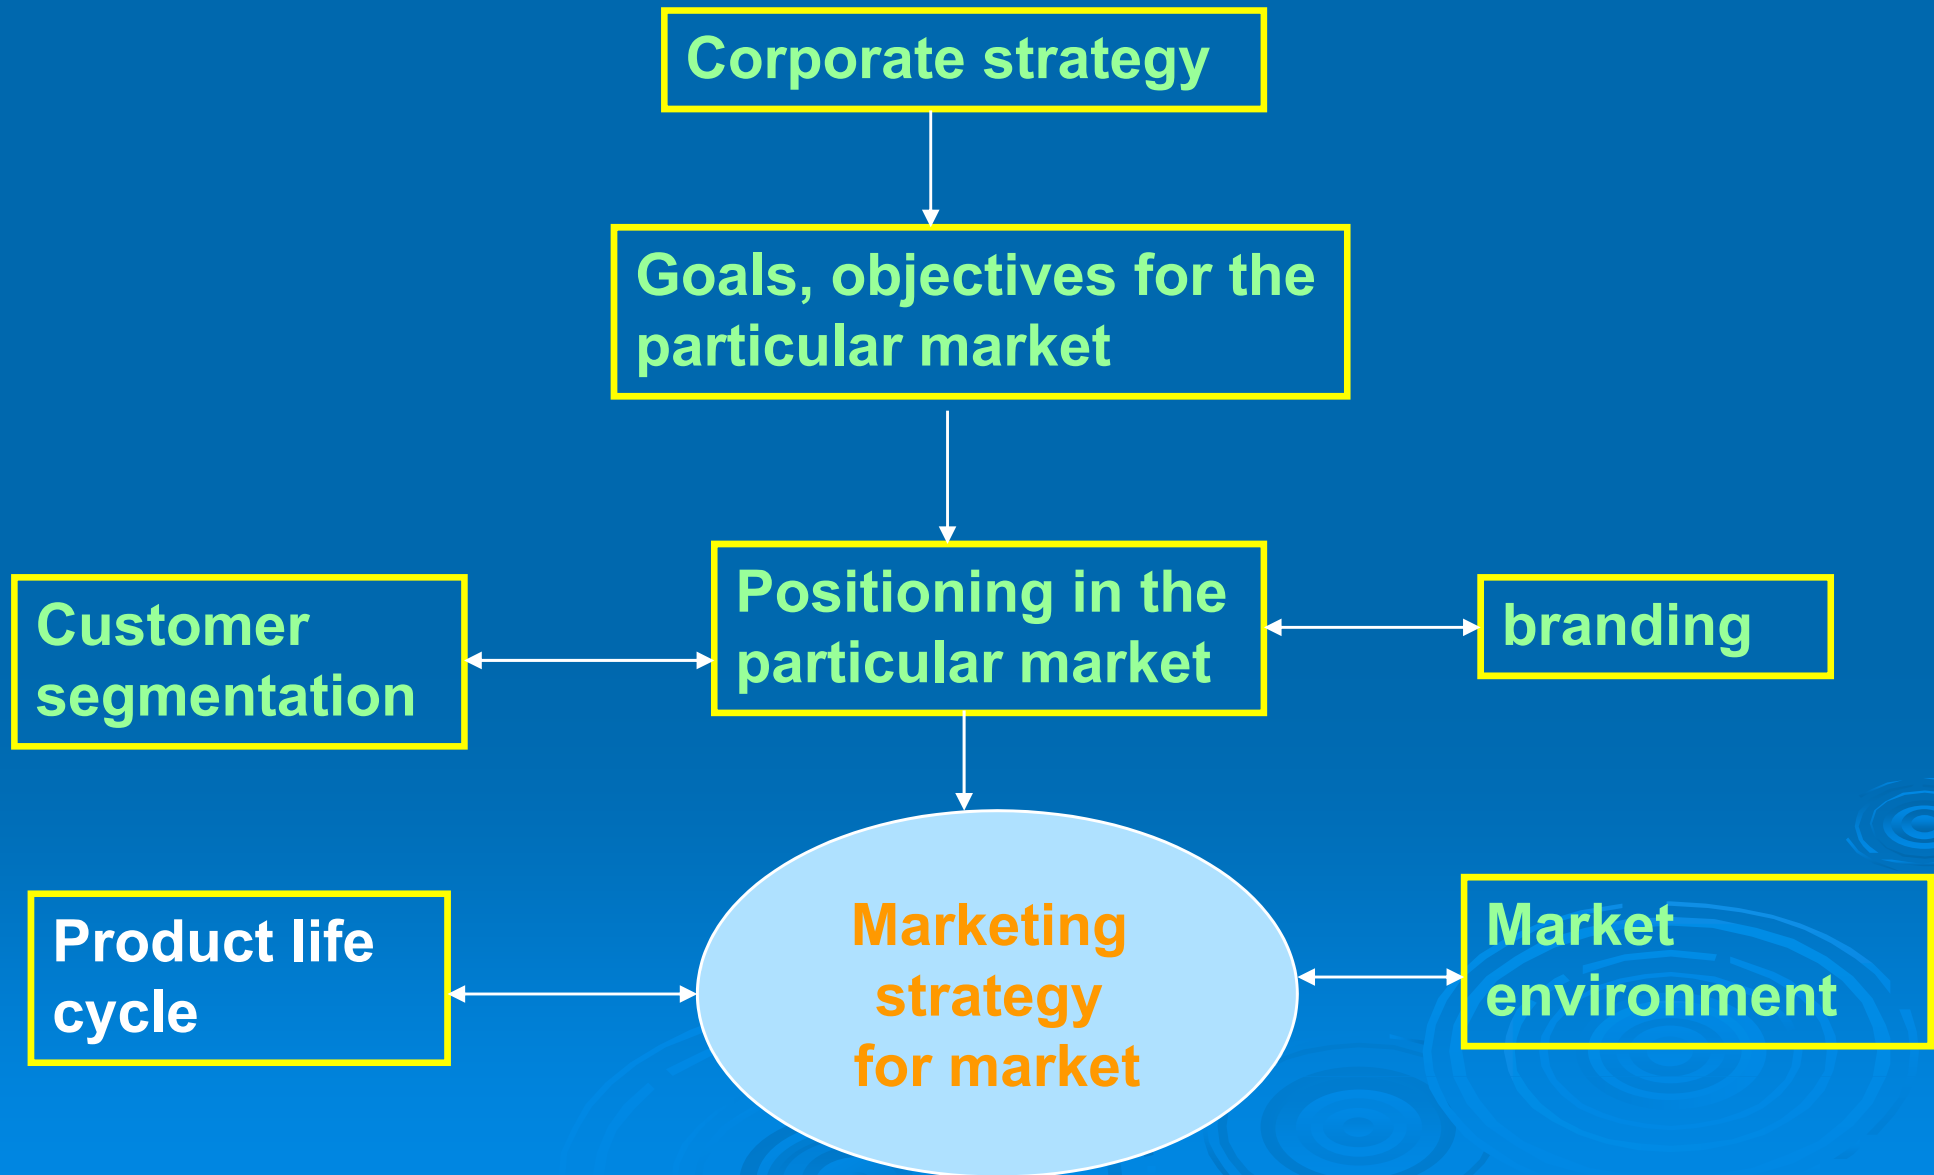 Corporate strategy
Goals, objectives for the
particular market
Positioning in the
particular market
Customer
segmentation
branding
Marketing
strategy
for market
Product life
cycle
Market
environment